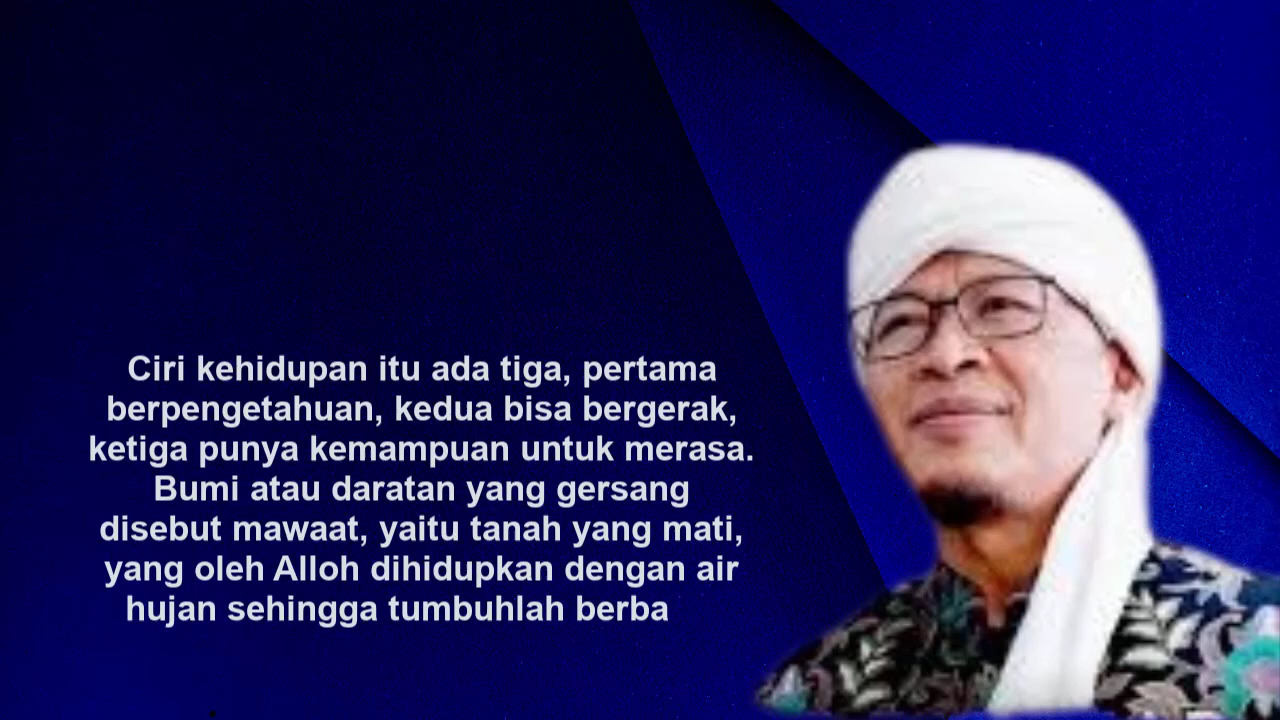 Ciri kehidupan itu ada tiga, pertama
berpengetahuan, kedua bisa bergerak,
ketiga punya kemampuan untuk merasa.
Bumi atau daratan yang gersang
disebut mawaat, yaitu tanah yang mati,
yang oleh Alloh dihidupkan dengan air
hujan sehingga tumbuhlah berba